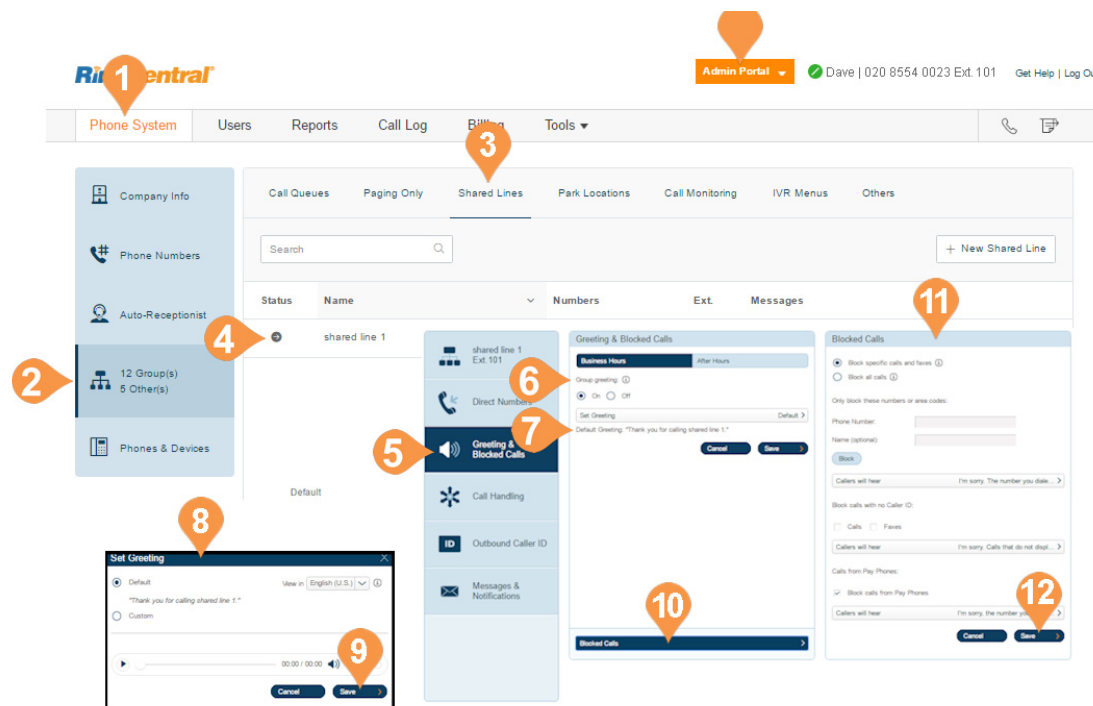 Admin Portal
Dave | 020 8554 0023 Ext. 101
Get Help | Log Ou
1
Phone System
Users
Reports
Call Log
Billing
Tools
3
Company Info
Phone Numbers
Auto-Receptionist
2
12 Group(s)
5 Other(s)
Phones & Devices
Call Queues
Paging Only
Shared Lines
Park Locations
Call Monitoring
IVR Menus
Others
Search
+ New Shared Line
Status
Name
Numbers
Ext.
Messages
4
shared line 1
Default
shared line 1
Ext.101
Direct Numbers
5
Greeting &
Blocked Calls
Call Handling
ID
Outbound Caller ID
Messages &
Notifications
Greeting & Blocked Calls
Business Hours
After Hours
6
Group greeting:
On
Off
Set Greeting
Default >
7
Default Greeting: "Thank you for calling shared line 1."
Cancel
Save >
10
Blocked Calls >
8
Set Greeting X
Default
View in English (U.S.)
"Thank you for calling shared line 1."
Custom
00:00 / 00:00
9
Cancel
Save >
11
Blocked Calls
Block specific calls and faxes
Block all calls
Only block these numbers or area codes:
Phone Number:
Name (optional):
Block
Callers will hear
I'm sorry. The number you diale... >
Block calls with no Caller ID:
Calls
Faxes
Callers will hear
I'm sorry. Calls that do not displ... >
Calls from Pay Phones:
Block calls from Pay Phones
12
Callers will hear
I'm sorry, the number
Cancel
Save >